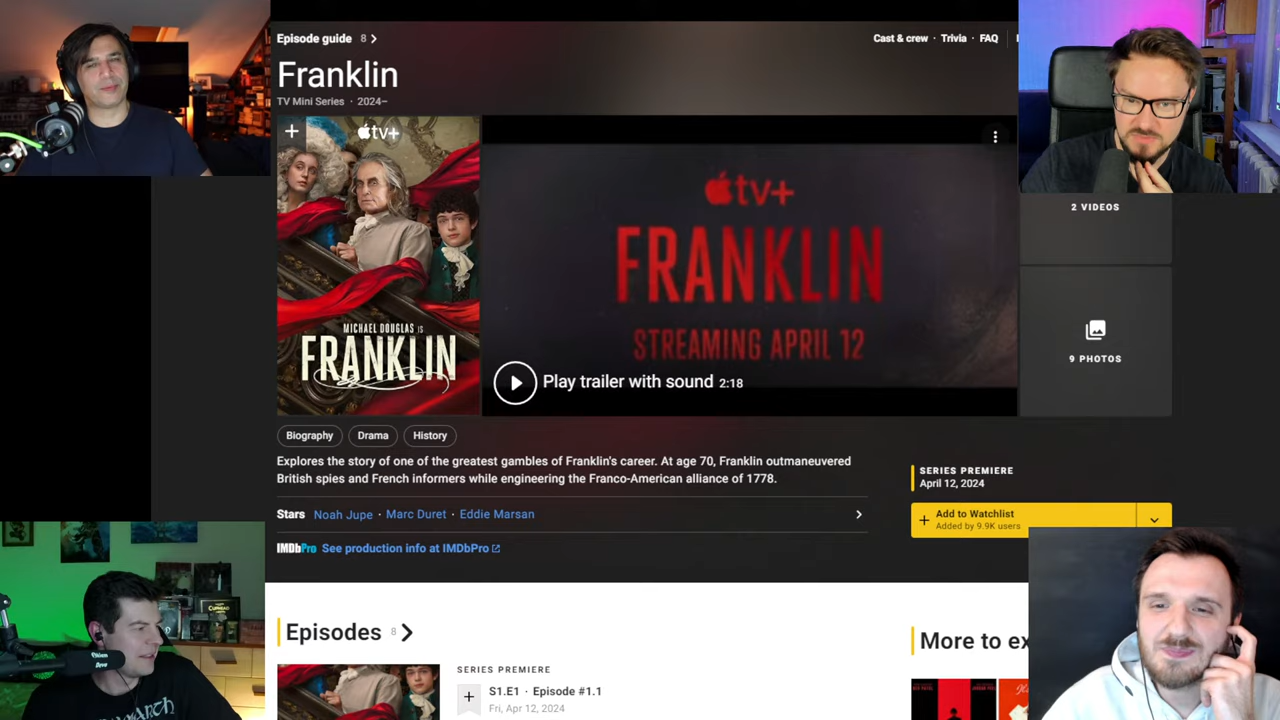 Episode guide 8
Cast & crew · Trivia · FAQ
Franklin
TV Mini Series · 2024–
tv+
MICHAEL DOUGLAS IS
FRANKLIN
tv+
FRANKLIN
STREAMING APRIL 12
Play trailer with sound 2:18
2 VIDEOS
9 PHOTOS
Biography
Drama
History
Explores the story of one of the greatest gambles of Franklin's career. At age 70, Franklin outmaneuvered
British spies and French informers while engineering the Franco-American alliance of 1778.
Stars Noah Jupe · Marc Duret · Eddie Marsan
IMDbPro See production info at IMDbPro
SERIES PREMIERE
April 12, 2024
Add to Watchlist
Added by 9.9K users
Episodes 8
More to ex
SERIES PREMIERE
S1.E1 · Episode #1.1
Fri, Apr 12, 2024
CUPHEAD